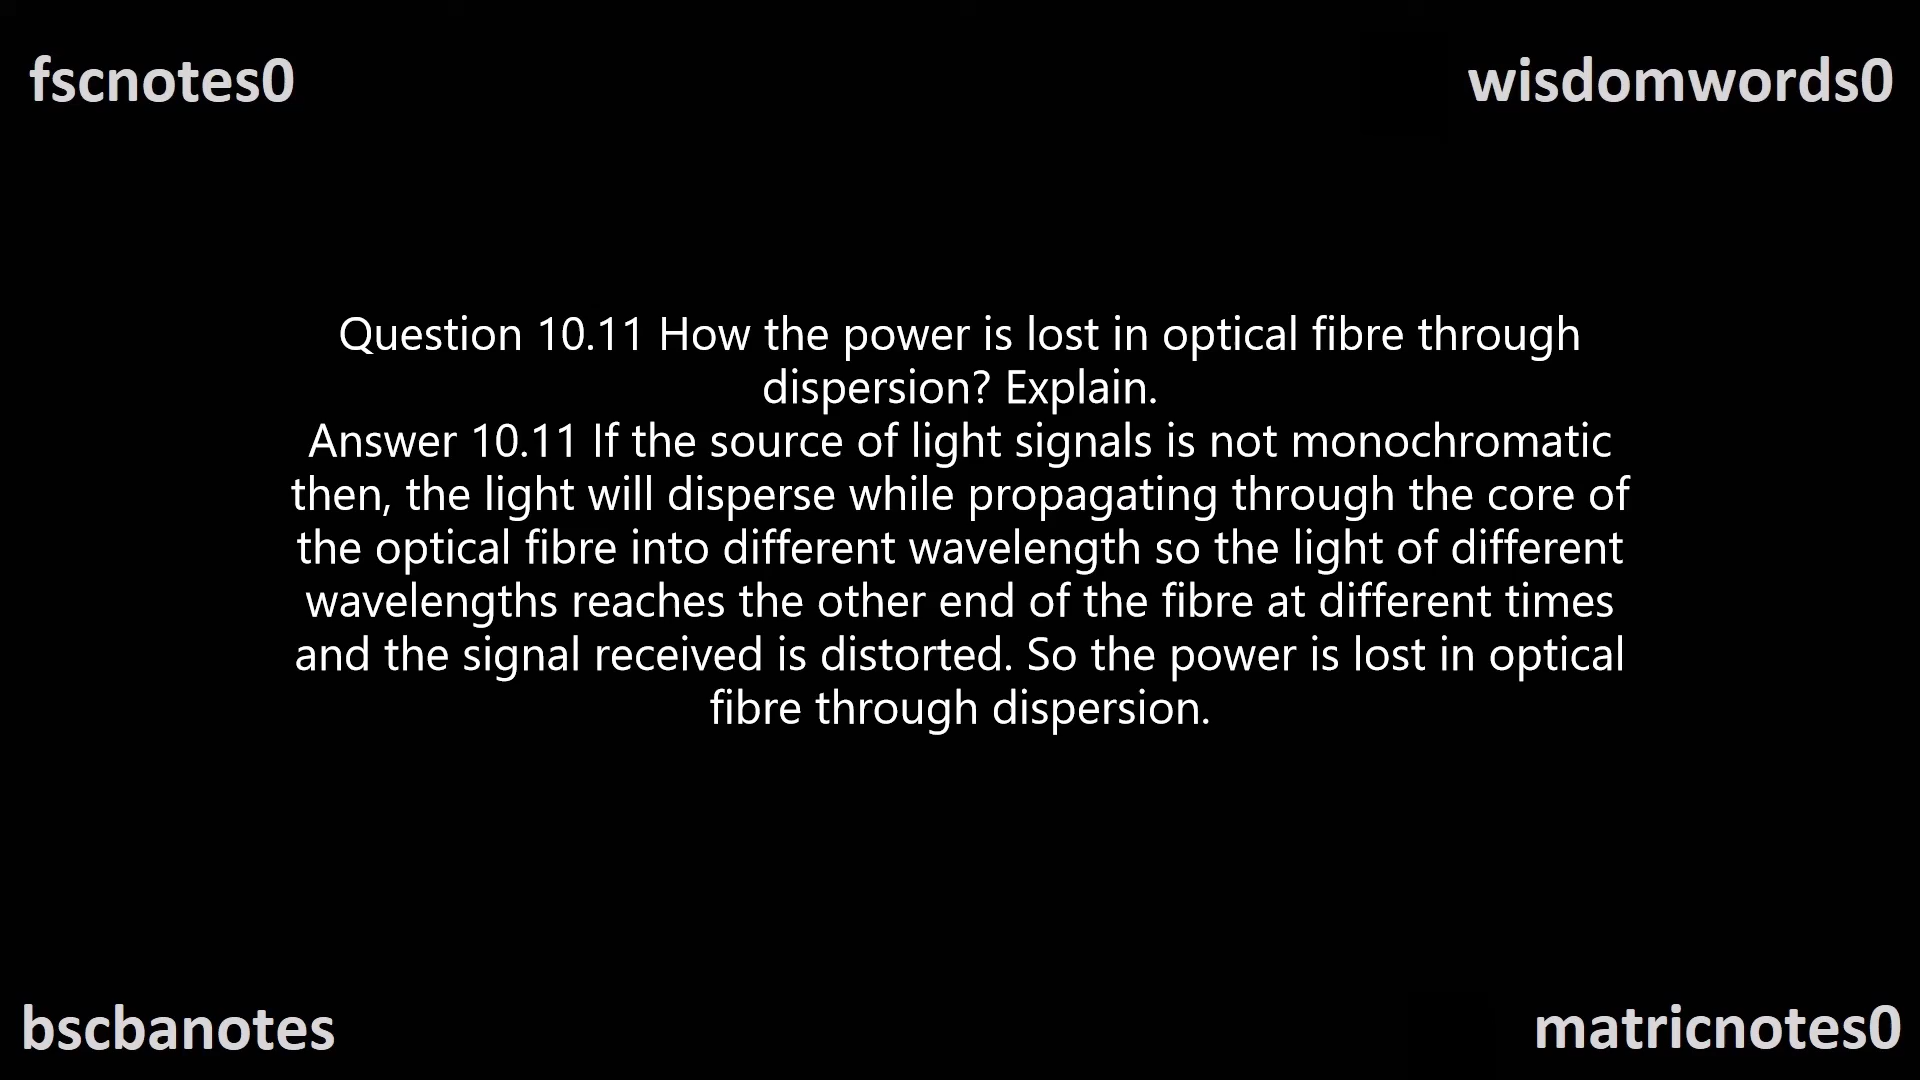 fscnotes0
wisdomwords0
Question 10.11 How the power is lost in optical fibre through
dispersion? Explain.
Answer 10.11 If the source of light signals is not monochromatic
then, the light will disperse while propagating through the core of
the optical fibre into different wavelength so the light of different
wavelengths reaches the other end of the fibre at different times
and the signal received is distorted. So the power is lost in optical
fibre through dispersion.
bscbanotes
matricnotes0